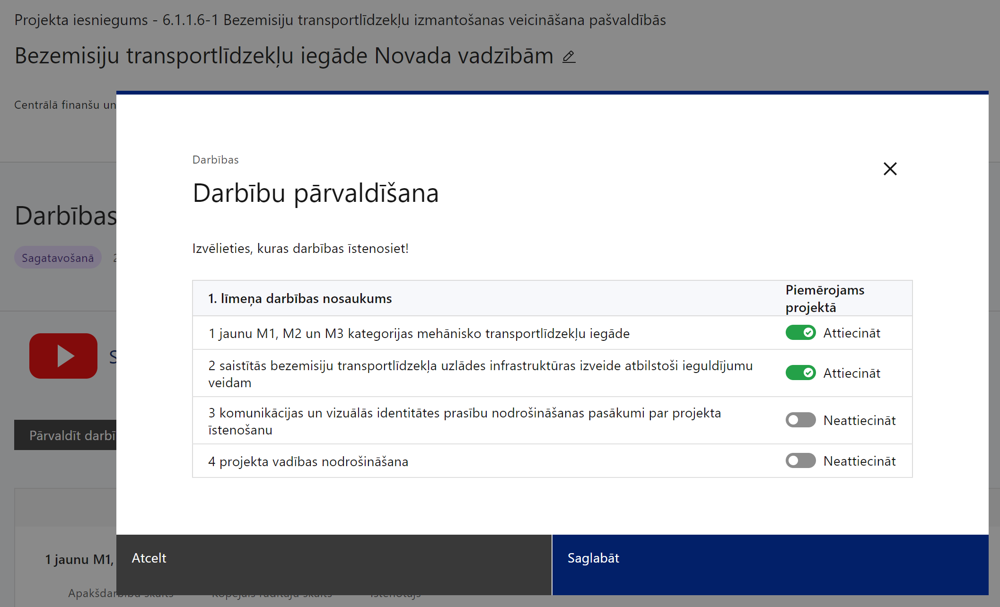 Projekta iesniegums - 6.1.1.6-1 Bezemisiju transportlīdzekļu izmantošanas veicināšana pašvaldībās
Bezemisiju transportlīdzekļu iegāde Novada vadzībām
Centrālā finanšu un
Darbības
Sagatavošanā
Pārvaldīt darbī
1 jaunu M1,
Darbības
Darbību pārvaldīšana
Izvēlieties, kuras darbības īstenosiet!
1. līmeņa darbības nosaukums
Piemērojams
projektā
1 jaunu M1, M2 un M3 kategorijas mehānisko transportlīdzekļu iegāde
Attiecināt
2 saistītās bezemisiju transportlīdzekļa uzlādes infrastruktūras izveide atbilstoši ieguldījumu
veidam
Attiecināt
3 komunikācijas un vizuālās identitātes prasību nodrošināšanas pasākumi par projekta
īstenošanu
Neattiecināt
4 projekta vadības nodrošināšana
Neattiecināt
Atcelt
Saglabāt